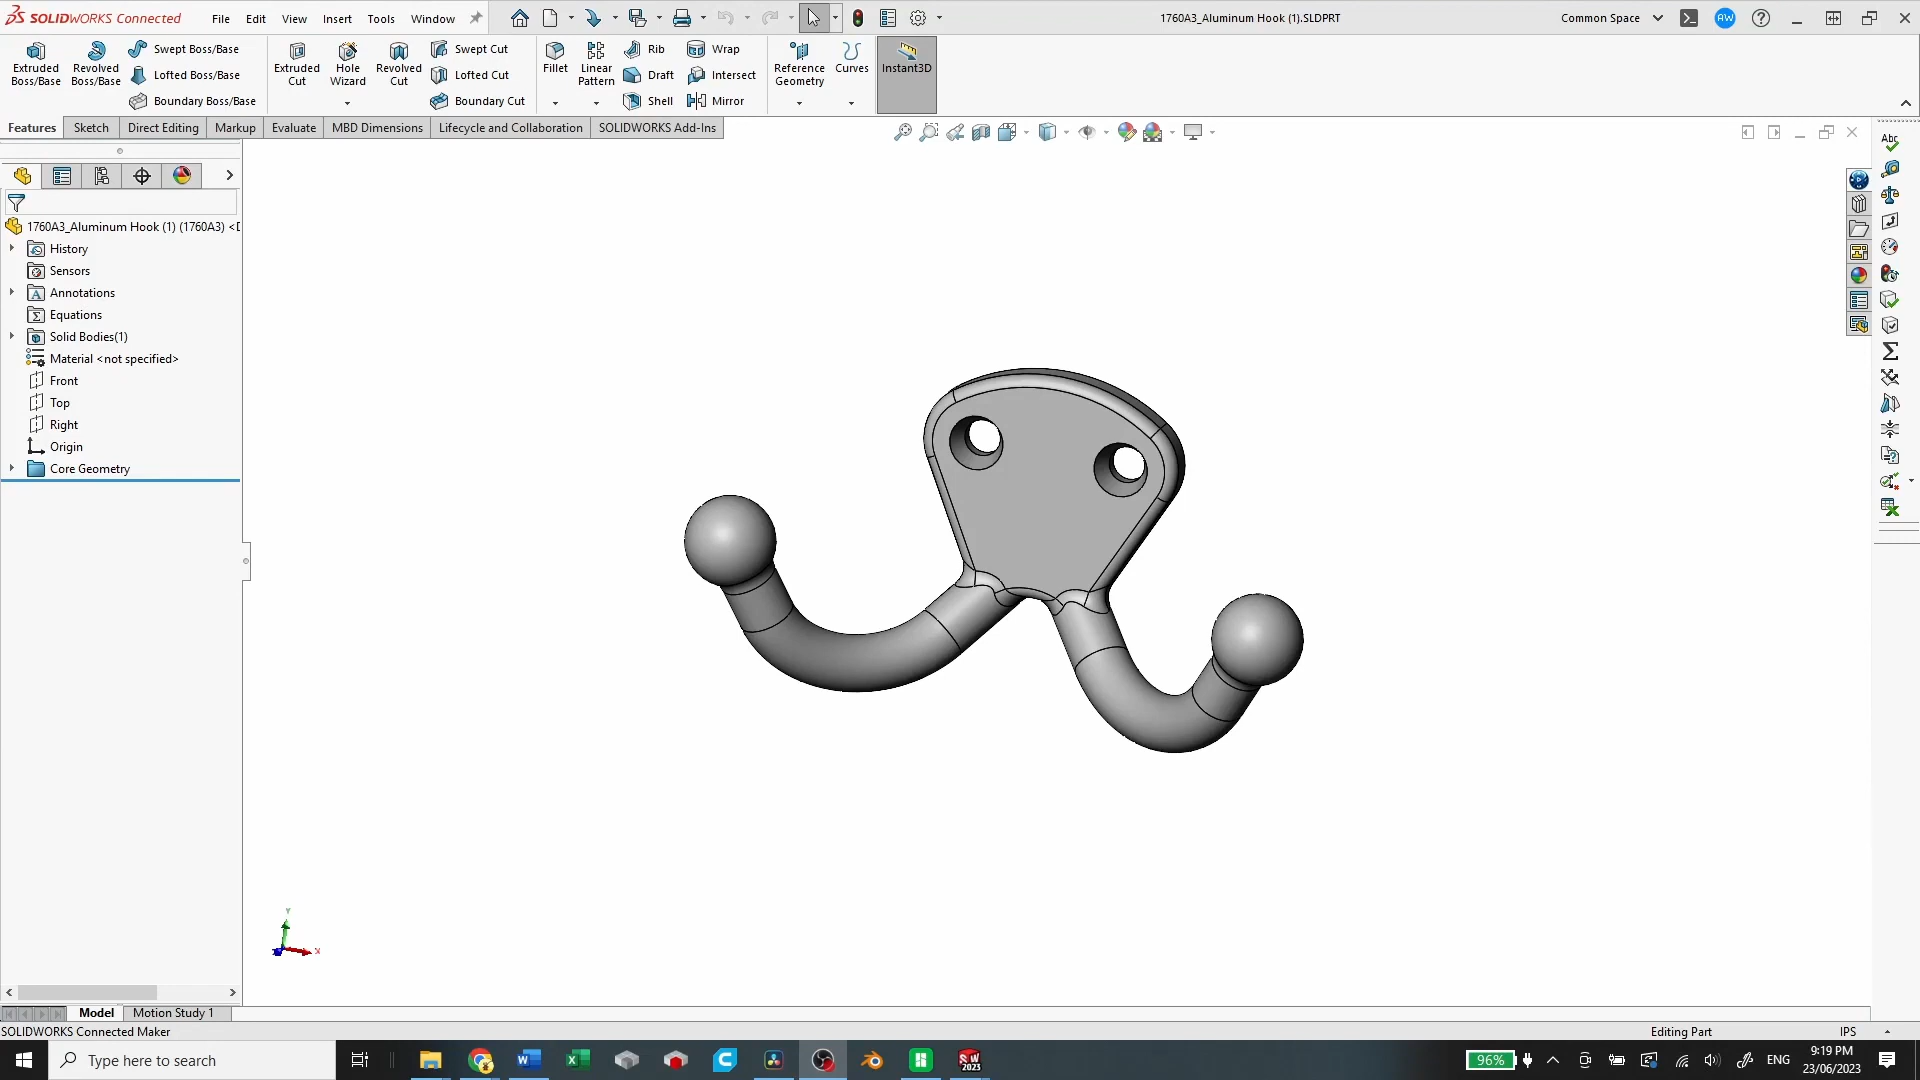 SOLIDWORKS Connected
File Edit View Insert Tools Window
1760A3_Aluminum Hook (1).SLDPRT
Common Space
AW
Extruded Boss/Base
Revolved Boss/Base
Swept Boss/Base
Lofted Boss/Base
Boundary Boss/Base
Extruded Cut
Hole Wizard
Revolved Cut
Swept Cut
Lofted Cut
Boundary Cut
Fillet
Linear Pattern
Rib
Draft
Shell
Wrap
Intersect
Mirror
Reference Geometry
Curves
Instant3D
Features Sketch Direct Editing Markup Evaluate MBD Dimensions Lifecycle and Collaboration SOLIDWORKS Add-Ins
Abc
1760A3_Aluminum Hook (1) (1760A3) <D
History
Sensors
Annotations
Equations
Solid Bodies(1)
Material <not specified>
Front
Top
Right
Origin
Core Geometry
Y
X
Model Motion Study 1
SOLIDWORKS Connected Maker
Editing Part
IPS
Type here to search
SW 2023
96%
ENG
9:19 PM
23/06/2023